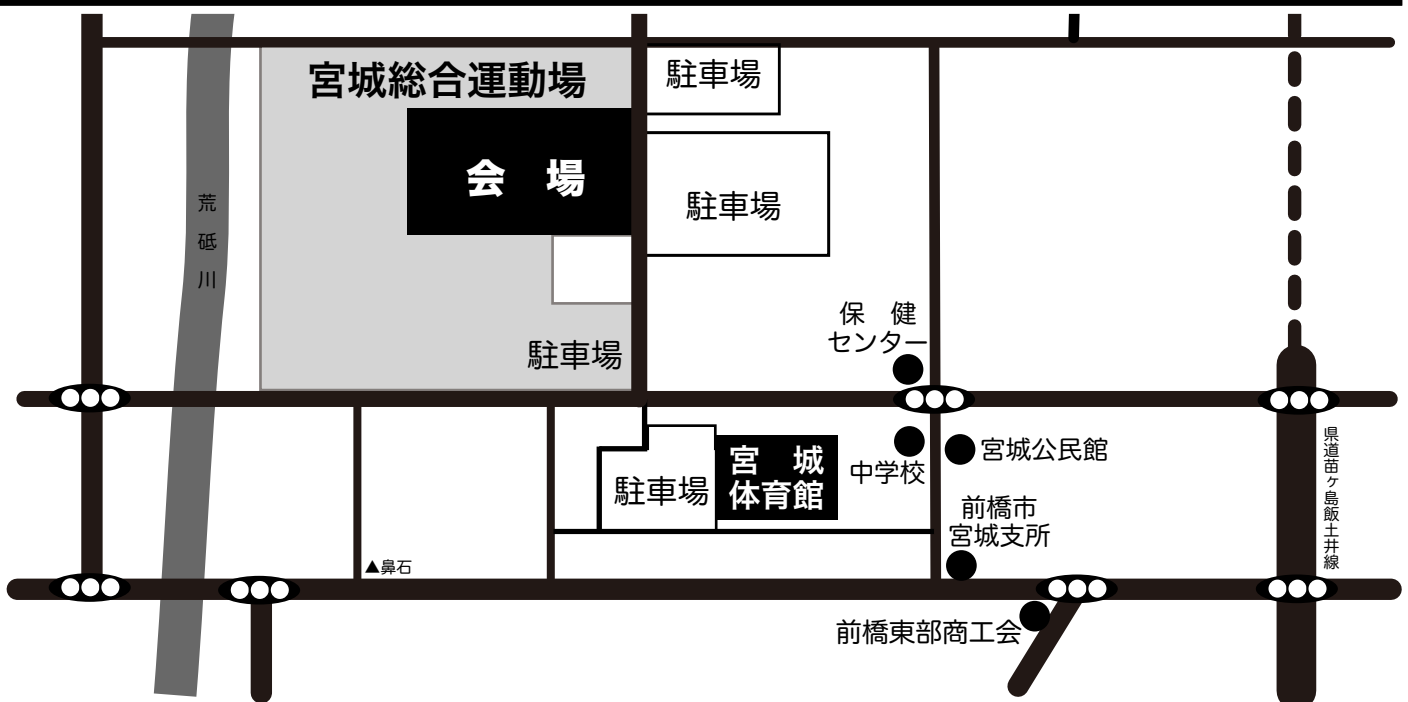 宮城総合運動場
駐車場
会　場
駐車場
荒砥川
保　健
センター
駐車場
県道苗ヶ島飯土井線
宮　城
体育館
中学校
宮城公民館
駐車場
前橋市
宮城支所
▲鼻石
前橋東部商工会